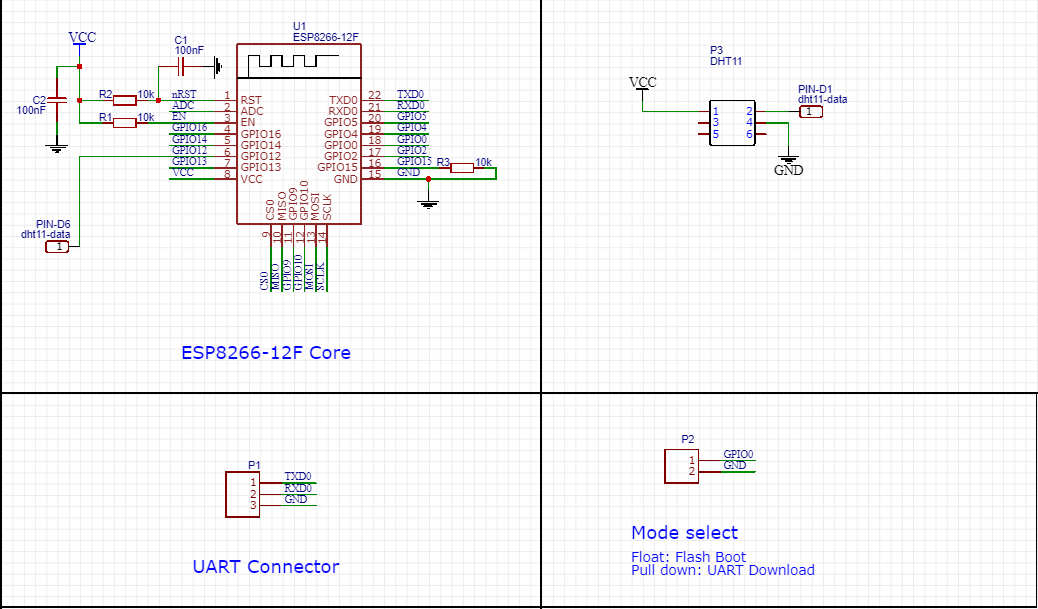 VCC
C1
100nF
U1
ESP8266-12F
C2
100nF
R2 10k
R1 10k
nRST
ADC
EN
GPIO16
GPIO14
GPIO12
GPIO13
VCC
1 RST
2 ADC
3 EN
4 GPIO16
5 GPIO14
6 GPIO12
7 GPIO13
8 VCC
TXD0 22
RXD0 21
GPIO5 20
GPIO4 19
GPIO0 18
GPIO2 17
GPIO15 16
GND 15
TXD0
RXD0
GPIO5
GPIO4
GPIO0
GPIO2
GPIO15
GND
R3 10k
CS0
MISO
GPIO9
GPIO10
MOSI
SCLK
9
10
11
12
13
14
CS0
MISO
GPIO9
GPIO10
MOSI
SCLK
PIN-D6
dht11-data
1
ESP8266-12F Core
P3
DHT11
VCC
1 2
3 4
5 6
PIN-D1
dht11-data
1
GND
P1
1 TXD0
2 RXD0
3 GND
UART Connector
P2
1 GPIO0
2 GND
Mode select
Float: Flash Boot
Pull down: UART Download